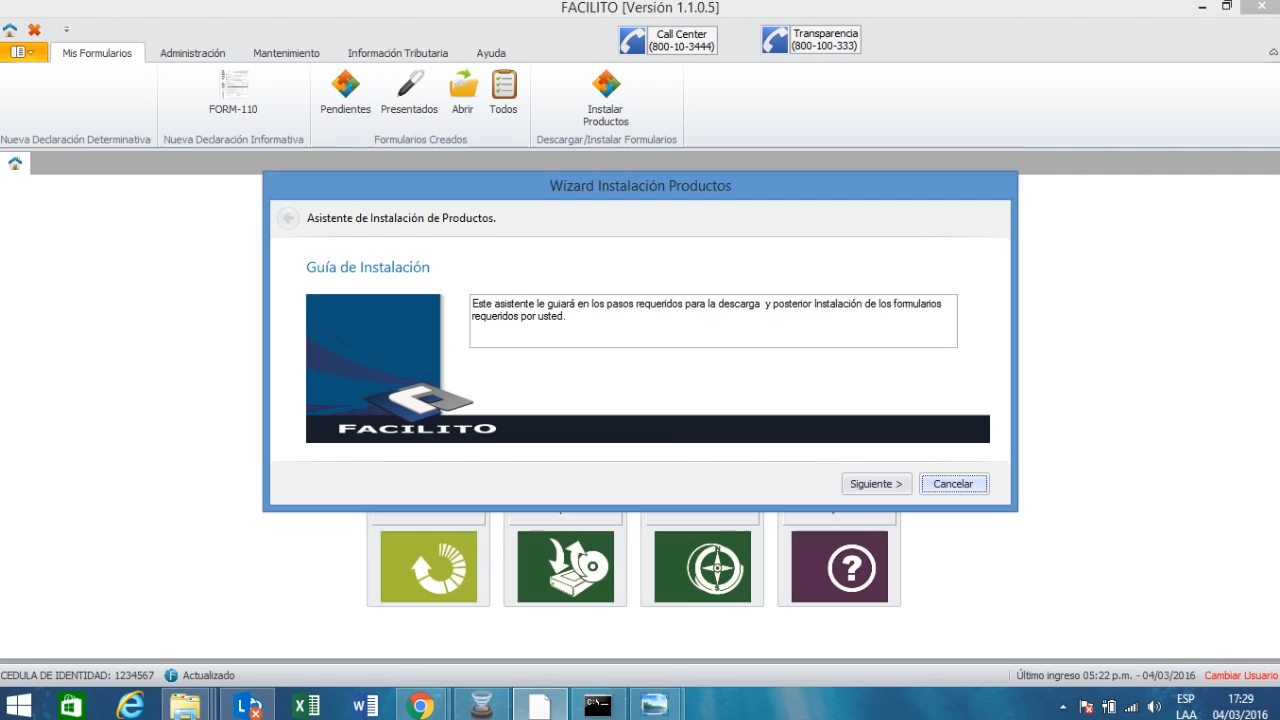 FACILITO [Versión 1.1.0.5]
Mis Formularios
Administración
Mantenimiento
Información Tributaria
Ayuda
Call Center
(800-10-3444)
Transparencia
(800-100-333)
FORM-110
Pendientes
Presentados
Abrir
Todos
Instalar
Productos
Nueva Declaración Determinativa
Nueva Declaración Informativa
Formularios Creados
Descargar/Instalar Formularios
Wizard Instalación Productos
Asistente de Instalación de Productos.
Guía de Instalación
Este asistente le guiará en los pasos requeridos para la descarga y posterior Instalación de los formularios
requeridos por usted.
FACILITO
Siguiente >
Cancelar
CEDULA DE IDENTIDAD: 1234567
Actualizado
Último ingreso 05:22 p.m. - 04/03/2016
Cambiar Usuario
ESP
LAA
17:29
04/03/2016